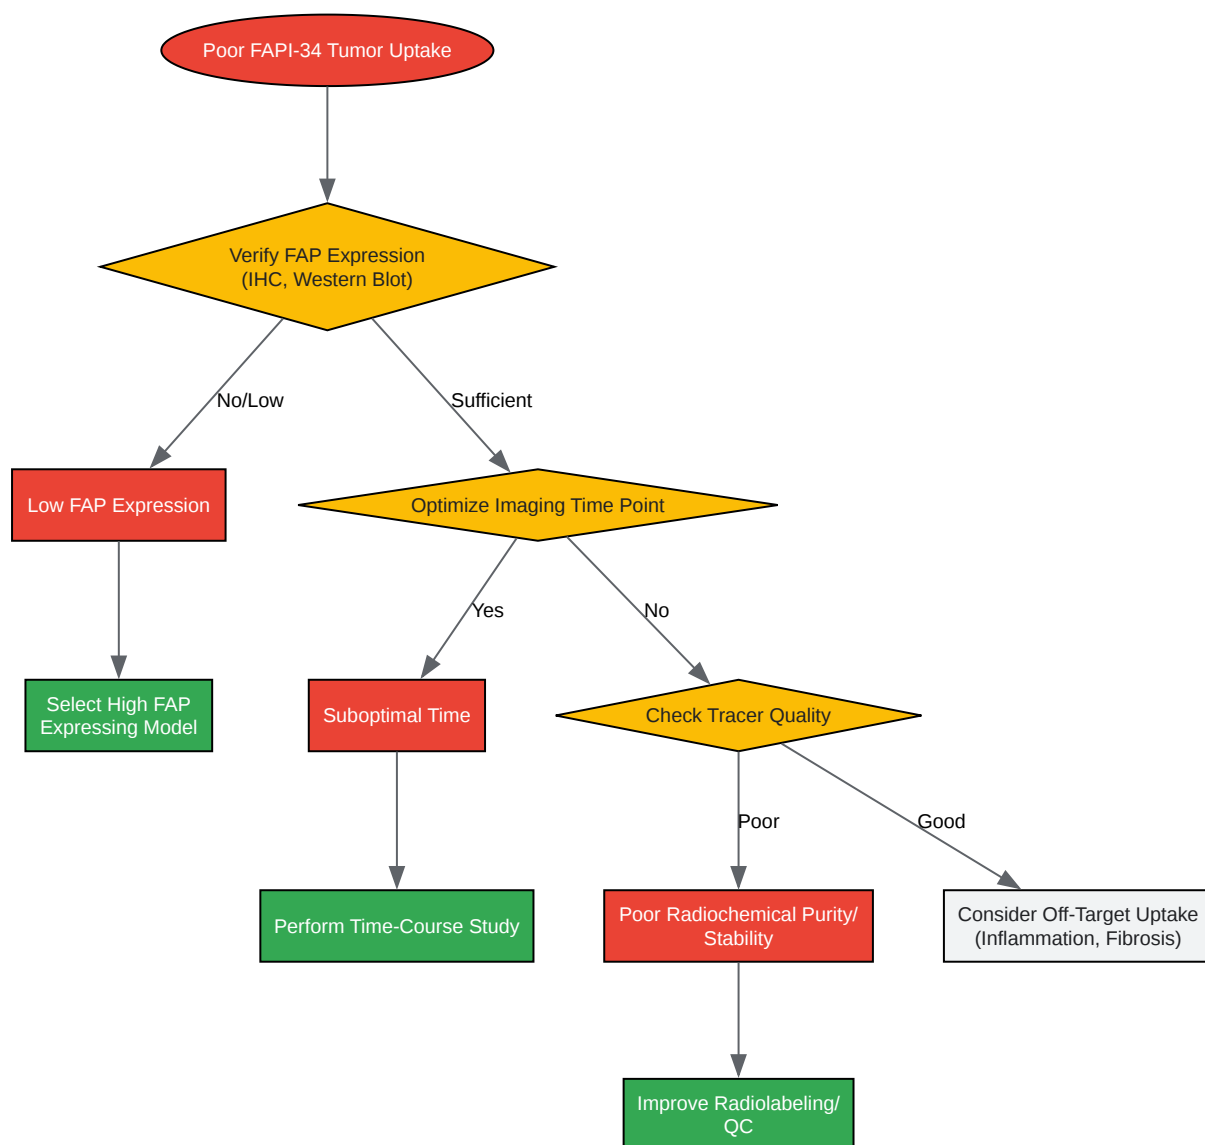 Poor FAPI-34 Tumor Uptake
Verify FAP Expression
(IHC, Western Blot)
No/Low
Sufficient
Low FAP Expression
Optimize Imaging Time Point
Yes
No
Select High FAP
Expressing Model
Suboptimal Time
Check Tracer Quality
Poor
Good
Perform Time-Course Study
Poor Radiochemical Purity/
Stability
Consider Off-Target Uptake
(Inflammation, Fibrosis)
Improve Radiolabeling/
QC